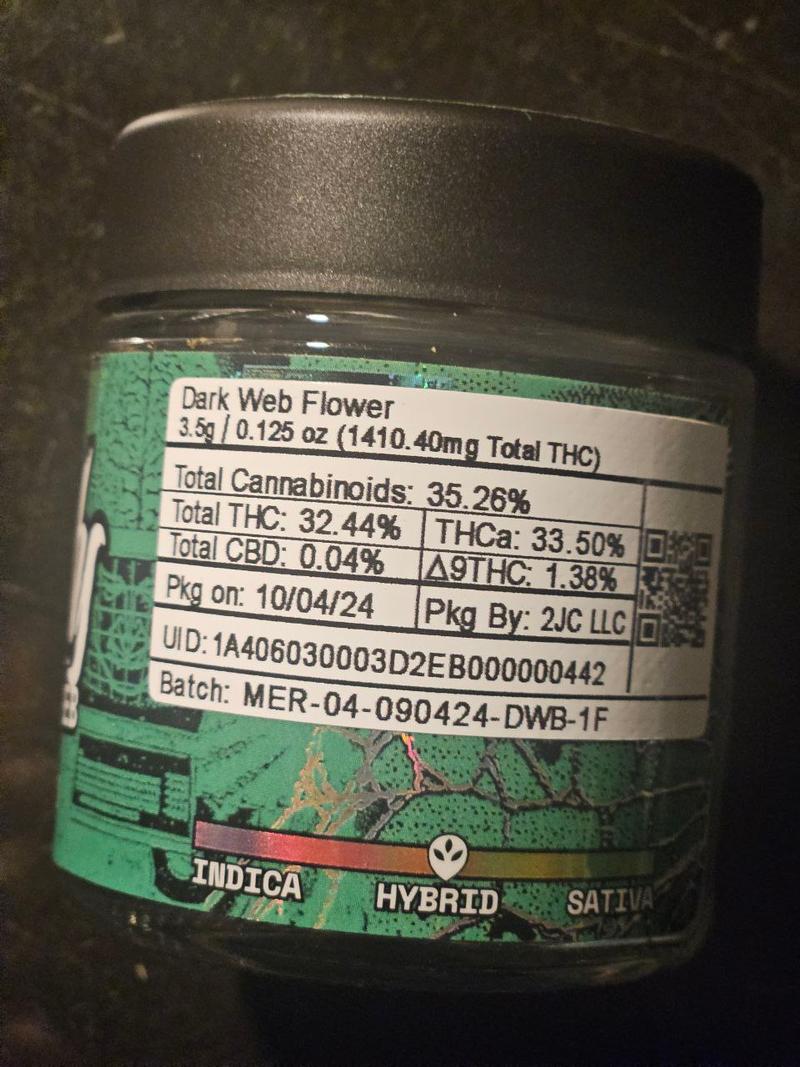 Dark Web Flower
3.5g / 0.125 oz (1410.40mg Total THC)
Total Cannabinoids: 35.26%
Total THC: 32.44% THCa: 33.50%
Total CBD: 0.04% Δ9THC: 1.38%
Pkg on: 10/04/24 Pkg By: 2JC LLC
UID: 1A406030003D2EB000000442
Batch: MER-04-090424-DWB-1F
INDICA HYBRID SATIVA